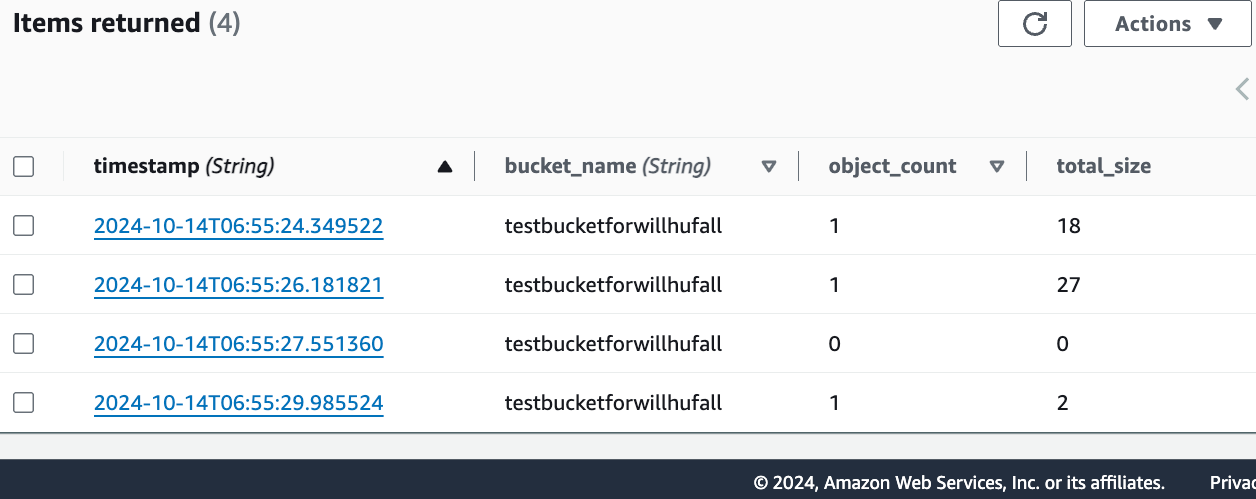 Items returned (4)
Actions
timestamp (String) bucket_name (String) object_count total_size
2024-10-14T06:55:24.349522 testbucketforwillhufall 1 18
2024-10-14T06:55:26.181821 testbucketforwillhufall 1 27
2024-10-14T06:55:27.551360 testbucketforwillhufall 0 0
2024-10-14T06:55:29.985524 testbucketforwillhufall 1 2
© 2024, Amazon Web Services, Inc. or its affiliates. Privac